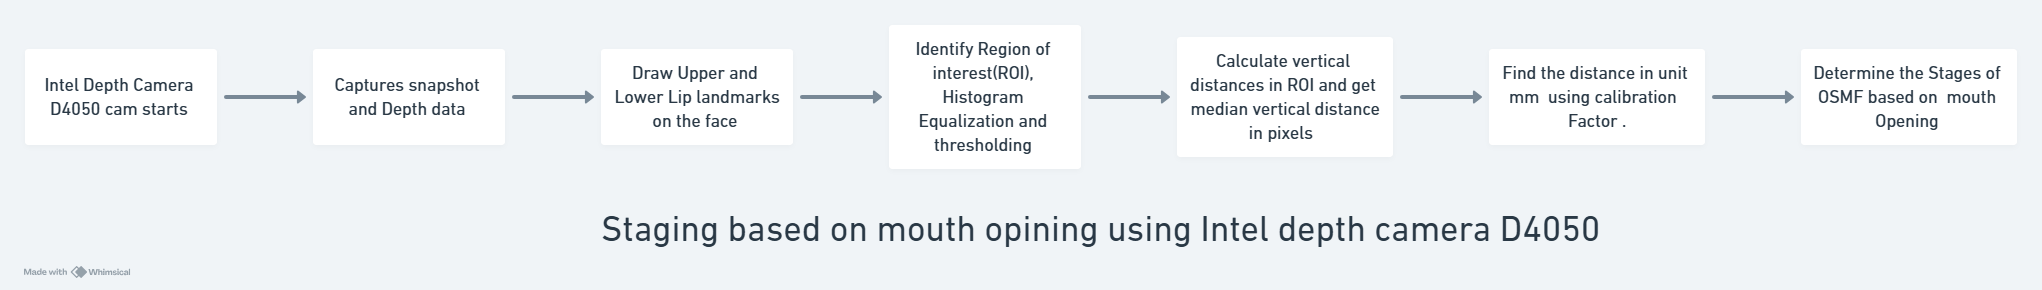 Intel Depth Camera
D4050 cam starts
Captures snapshot
and Depth data
Draw Upper and
Lower Lip landmarks
on the face
Identify Region of
interest(ROI),
Histogram
Equalization and
thresholding
Calculate vertical
distances in ROI and get
median vertical distance
in pixels
Find the distance in unit
mm  using calibration
Factor .
Determine the Stages of
OSMF based on  mouth
Opening
Staging based on mouth opining using Intel depth camera D4050
Made with Whimsical